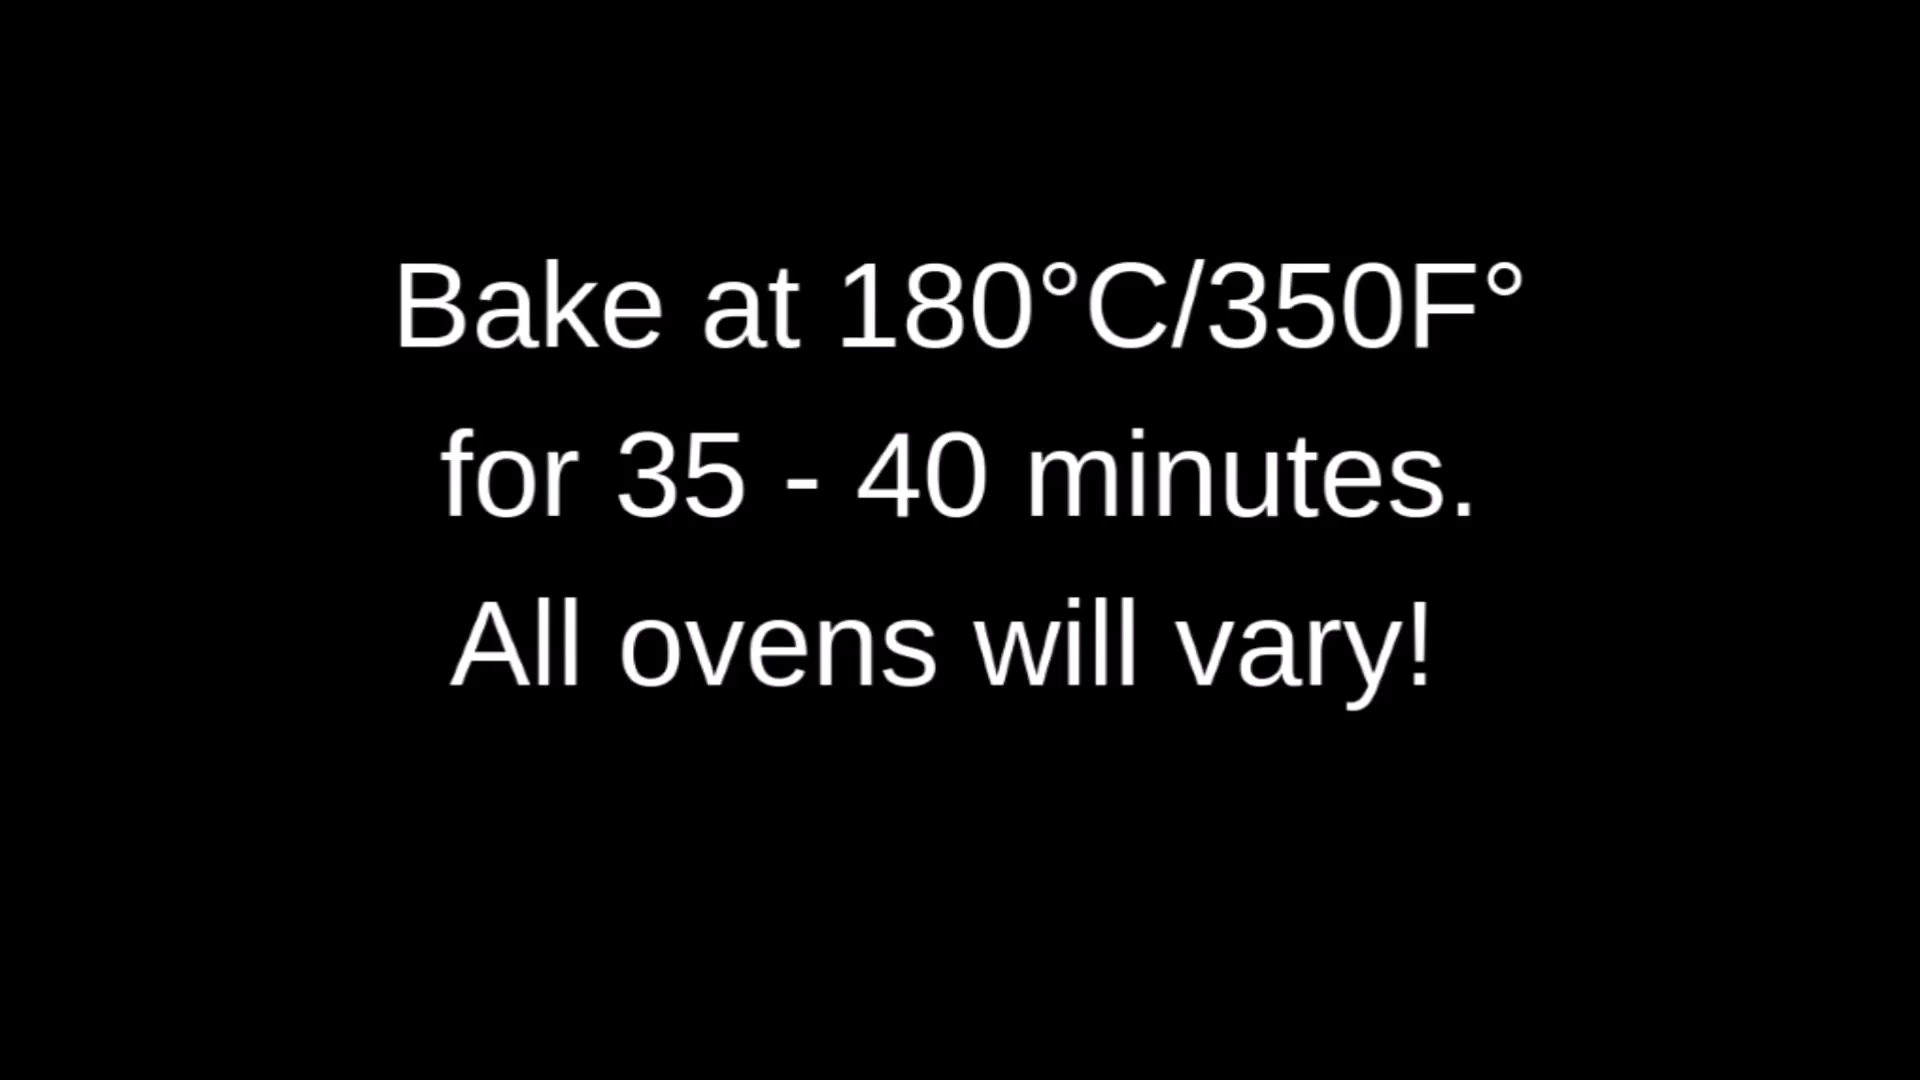 Bake at 180°C/350F°
for 35 - 40 minutes.
All ovens will vary!